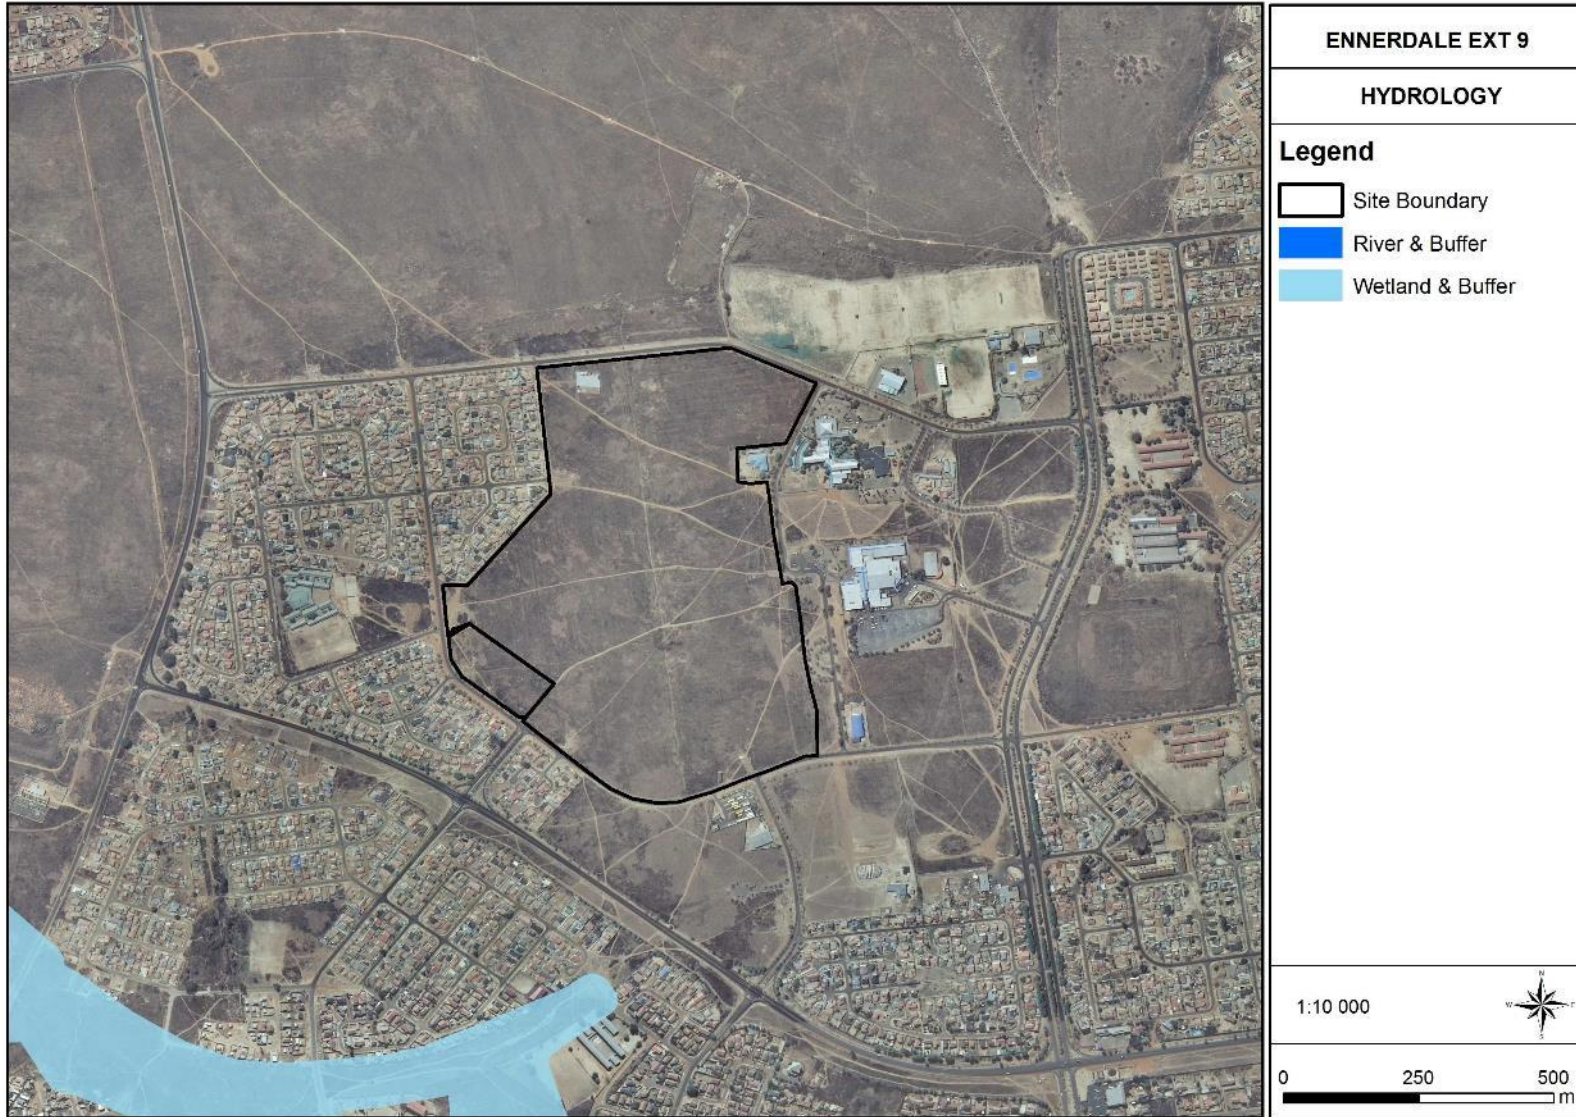 ENNERDALE EXT 9
HYDROLOGY
Legend
Site Boundary
River & Buffer
Wetland & Buffer
1:10 000
N
W E
S
0 250 500
m